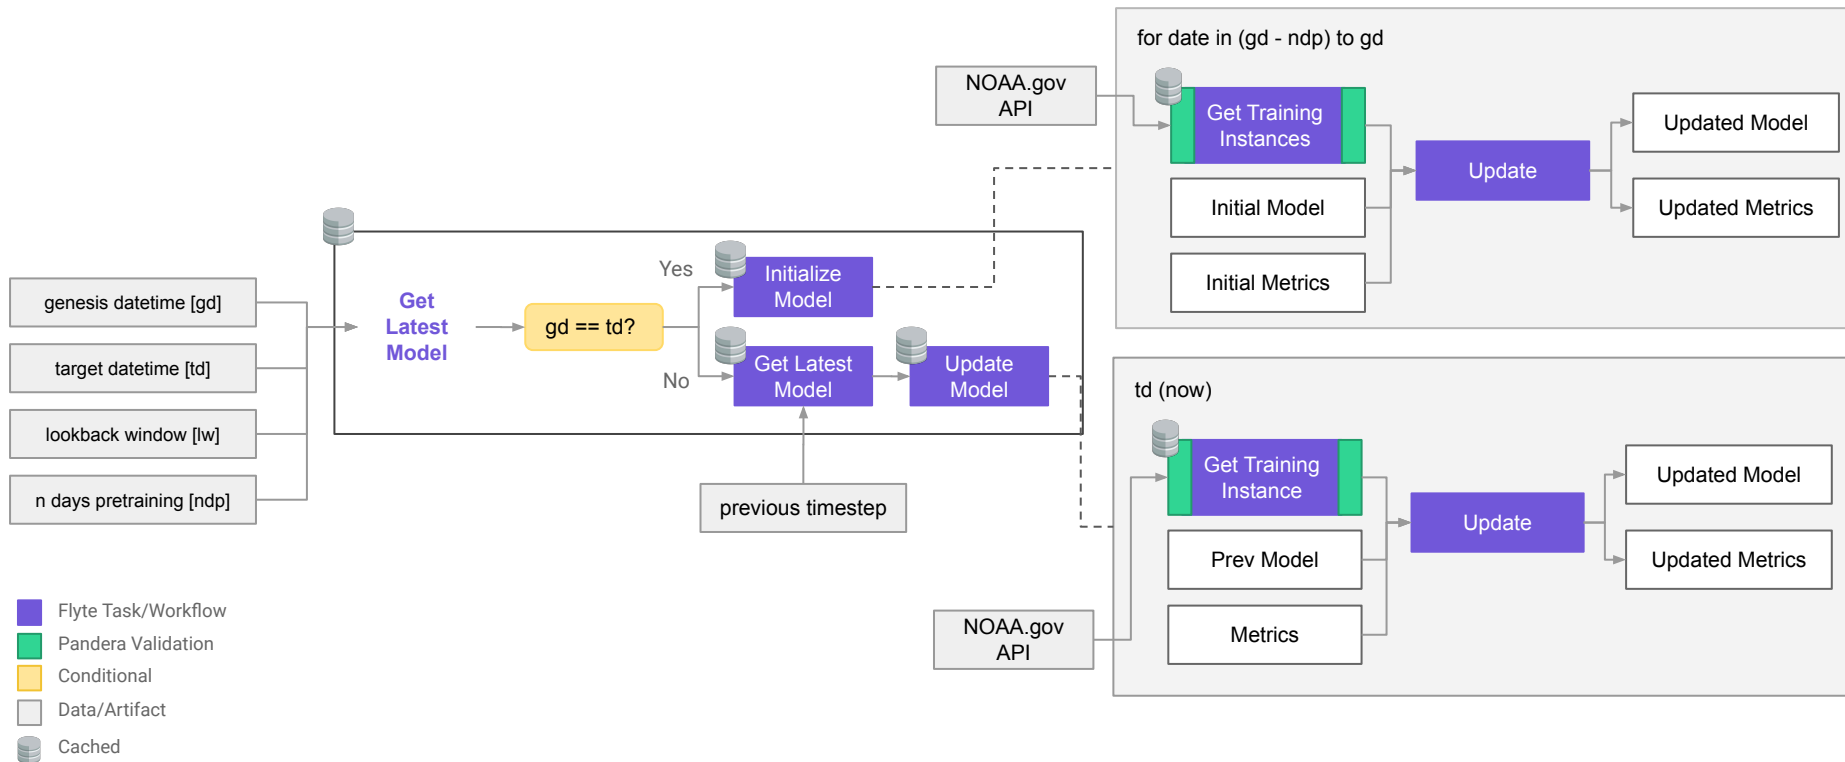 for date in (gd - ndp) to gd
NOAA.gov
API
Get Training
Instances
Updated Model
Update
Initial Model
Updated Metrics
Initial Metrics
genesis datetime [gd]
target datetime [td]
lookback window [lw]
n days pretraining [ndp]
Get
Latest
Model
gd == td?
Yes
No
Initialize
Model
Get Latest
Model
Update
Model
previous timestep
td (now)
NOAA.gov
API
Get Training
Instance
Updated Model
Update
Prev Model
Updated Metrics
Metrics
Flyte Task/Workflow
Pandera Validation
Conditional
Data/Artifact
Cached